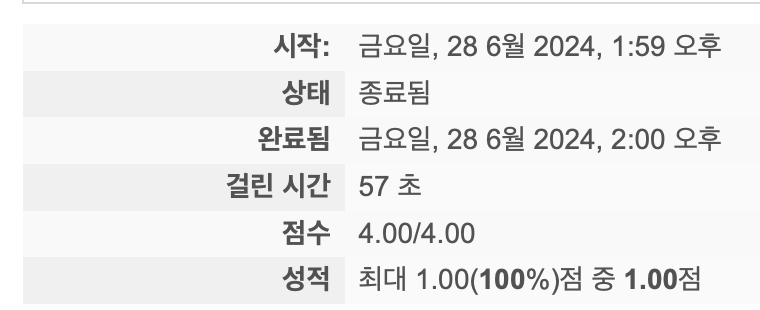 시작: 금요일, 28 6월 2024, 1:59 오후
상태 종료됨
완료됨 금요일, 28 6월 2024, 2:00 오후
걸린 시간 57 초
점수 4.00/4.00
성적 최대 1.00(100%)점 중 1.00점